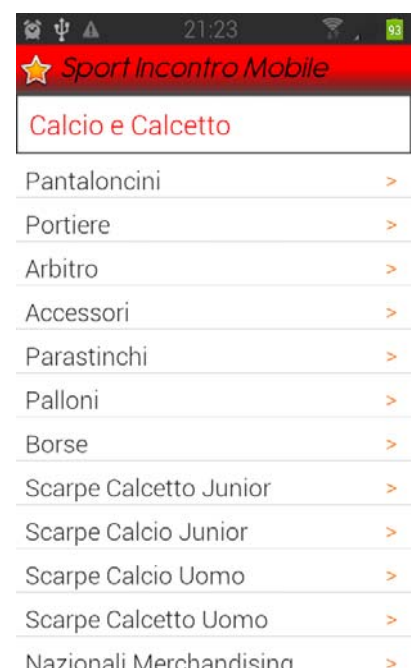 21:23
93
Sport Incontro Mobile
Calcio e Calcetto
Pantaloncini >
Portiere >
Arbitro >
Accessori >
Parastinchi >
Palloni >
Borse >
Scarpe Calcetto Junior >
Scarpe Calcio Junior >
Scarpe Calcio Uomo >
Scarpe Calcetto Uomo >
Nazionali Merchandising >